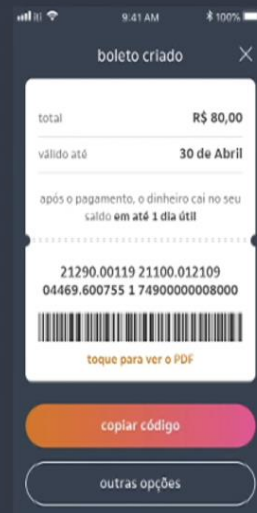 9:41 AM
100%
boleto criado
total
R$ 80,00
válido até
30 de Abril
após o pagamento, o dinheiro cai no seu
saldo em até 1 dia útil
21290.00119 21100.012109
04469.600755 1 74900000008000
toque para ver o PDF
copiar código
outras opções